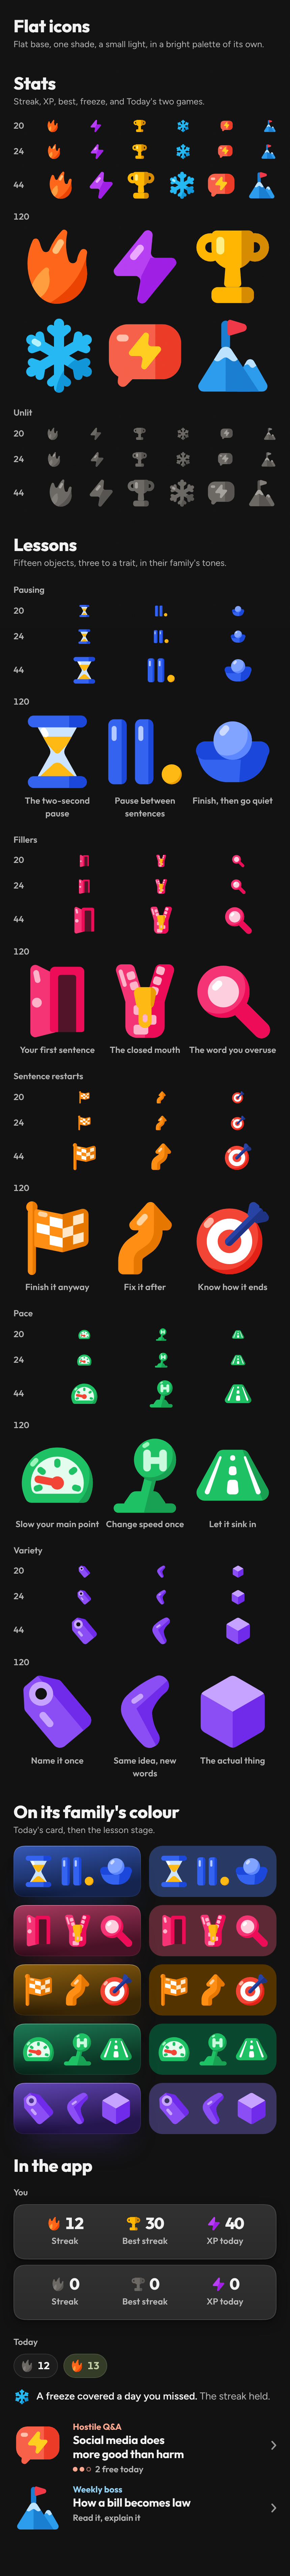 Flat icons
Flat base, one shade, a small light, in a bright palette of its own.
Stats
Streak, XP, best, freeze, and Today's two games.
20
24
44
120
Unlit
20
24
44
Lessons
Fifteen objects, three to a trait, in their family's tones.
Pausing
20
24
44
120
The two-second pause
Pause between sentences
Finish, then go quiet
Fillers
20
24
44
120
Your first sentence
The closed mouth
The word you overuse
Sentence restarts
20
24
44
120
Finish it anyway
Fix it after
Know how it ends
Pace
20
24
44
120
H
Slow your main point
Change speed once
Let it sink in
Variety
20
24
44
120
Name it once
Same idea, new words
The actual thing
On its family's colour
Today's card, then the lesson stage.
In the app
You
12
30
40
Streak
Best streak
XP today
0
0
0
Streak
Best streak
XP today
Today
12
13
A freeze covered a day you missed. The streak held.
Hostile Q&A
Social media does
more good than harm
2 free today
Weekly boss
How a bill becomes law
Read it, explain it